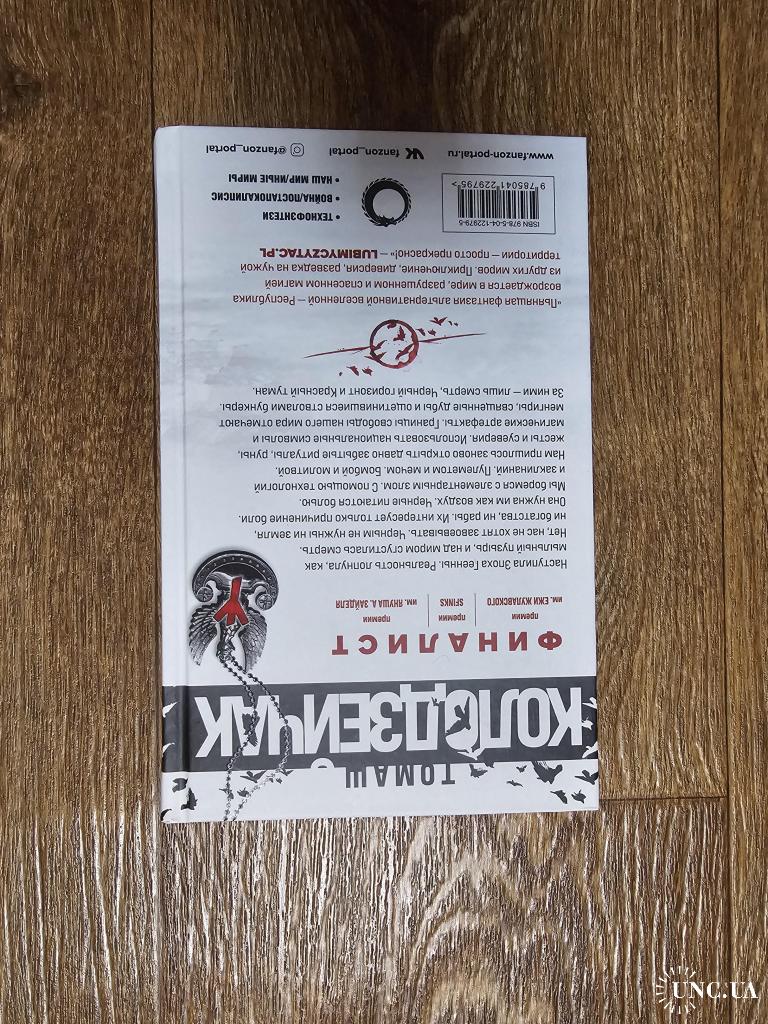 ТОМАШ
КОЛОДЗЕЙЧАК
ФИНАЛИСТ
премии
им. ЕЖИ ЖУЛАВСКОГО
премии
SFINKS
премии
им. ЯНУША А. ЗАЙДЕЛЯ
Наступила Эпоха Геенны. Реальность лопнула, как
мыльный пузырь, и над миром сгустилась смерть.
Нет, нас не хотят завоевывать. Черным не нужны ни земля,
ни богатства, ни рабы. Их интересует только причинение боли.
Она нужна им как воздух. Черные питаются болью.
Мы боремся с элементарным злом. С помощью технологий
и заклинаний. Пулеметом и мечом. Бомбой и молитвой.
Нам пришлось заново открыть давно забытые ритуалы, руны,
жесты и суеверия. Использовать национальные символы и
магические артефакты. Границы свободы нашего мира отмечают
менгиры, священные дубы и ощетинившиеся стволами бункеры.
За ними — лишь смерть, Черный горизонт и Красный туман.
«Пьянящая фантазия альтернативной вселенной — Республика
возрождается в мире, разрушенном и спасенном магией
из других миров. Приключение, диверсия, разведка на чужой
территории — просто прекрасно!» — LUBIMYCZYTAC.PL
ISBN 978-5-04-122979-5
9 785041 229795 >
• ТЕХНОФЭНТЕЗИ
• ВОЙНА/ПОСТАПОКАЛИПСИС
• НАШ МИР/ИНЫЕ МИРЫ
www.fanzon-portal.ru fanzon_portal @fanzon_portal
UNC.UA